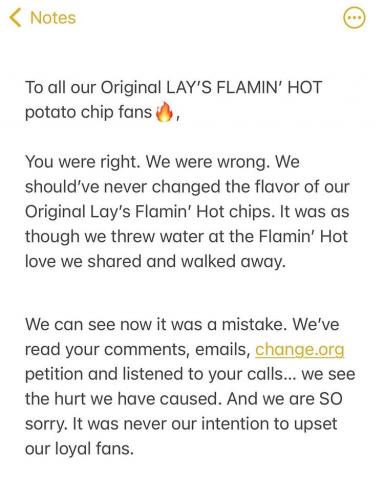 Notes
To all our Original LAY'S FLAMIN' HOT
potato chip fans🔥,
You were right. We were wrong. We
should've never changed the flavor of our
Original Lay's Flamin' Hot chips. It was as
though we threw water at the Flamin' Hot
love we shared and walked away.
We can see now it was a mistake. We've
read your comments, emails, change.org
petition and listened to your calls... we see
the hurt we have caused. And we are SO
sorry. It was never our intention to upset
our loyal fans.